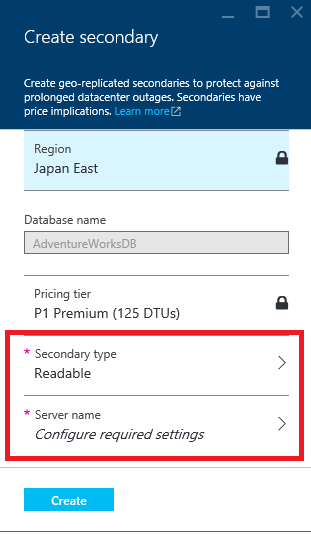 Create secondary
Create geo-replicated secondaries to protect against
prolonged datacenter outages. Secondaries have
price implications. Learn more
Region
Japan East
Database name
AdventureWorksDB
Pricing tier
P1 Premium (125 DTUs)
* Secondary type
Readable
* Server name
Configure required settings
Create